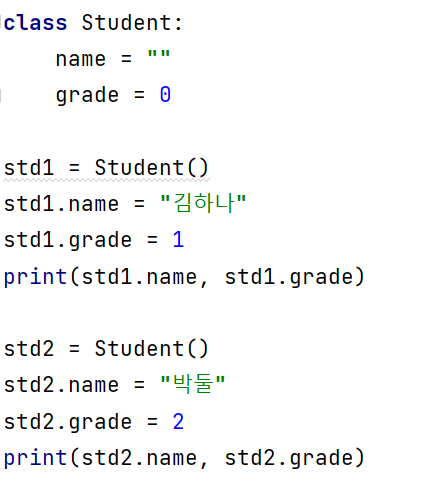 class Student:
    name = ""
    grade = 0

std1 = Student()
std1.name = "김하나"
std1.grade = 1
print(std1.name, std1.grade)

std2 = Student()
std2.name = "박둘"
std2.grade = 2
print(std2.name, std2.grade)